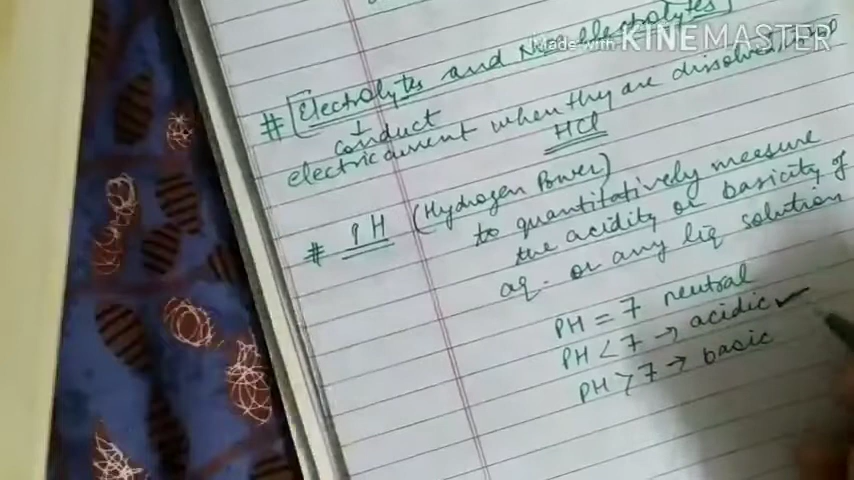 Made with KINEMASTER
# [Electrolytes and Non electrolytes]
↓
conduct
electric current when they are dissolved
HCl
# PH (Hydrogen Power)
to quantitatively measure
the acidity or basicity of
aq. or any liq solution
PH = 7 neutral
PH < 7 → acidic ✓
PH > 7 → basic